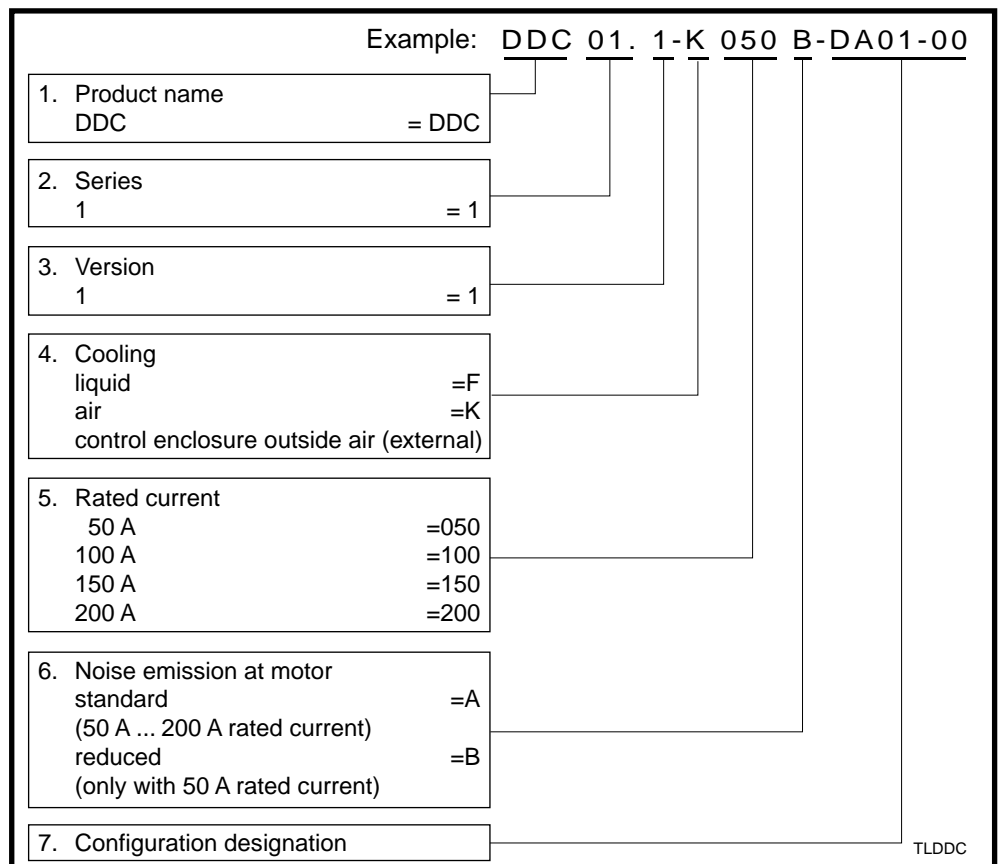 Example: DDC 01. 1-K 050 B-DA01-00
1. Product name
DDC = DDC
2. Series
1 = 1
3. Version
1 = 1
4. Cooling
liquid =F
air =K
control enclosure outside air (external)
5. Rated current
50 A =050
100 A =100
150 A =150
200 A =200
6. Noise emission at motor
standard =A
(50 A ... 200 A rated current)
reduced =B
(only with 50 A rated current)
7. Configuration designation
TLDDC